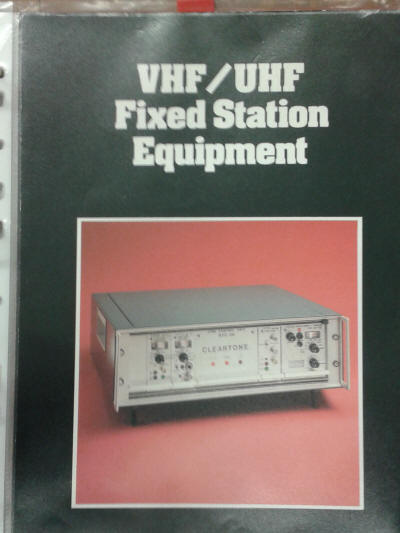 VHF/UHF
Fixed Station
Equipment
CLEARTONE